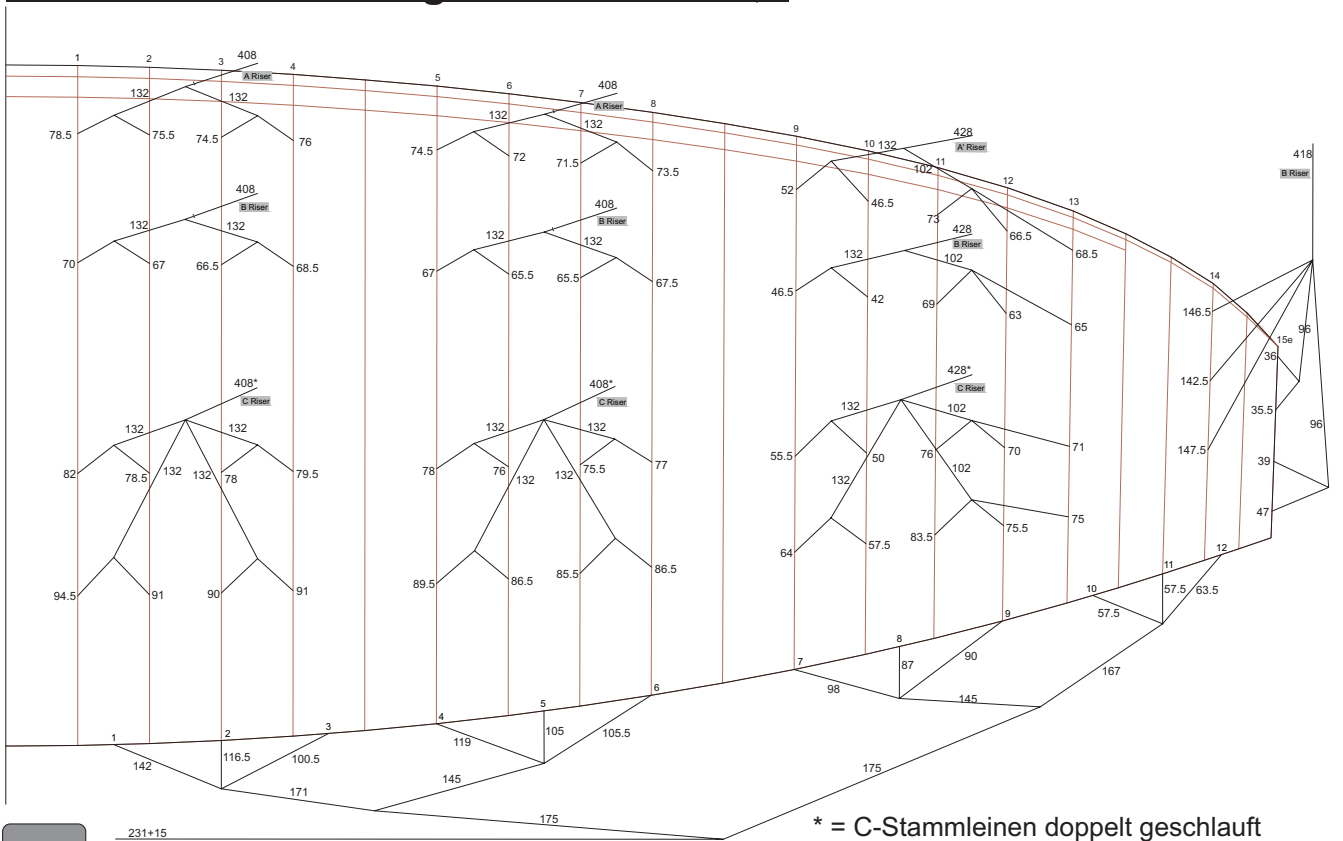 1 2 3 4 5 6 7 8 9 10 11 12 13 14 15e
408 A Riser
132 132
78.5 75.5 74.5 76
408 A Riser
132 132
74.5 72 71.5 73.5
428 A' Riser
132 102
52 46.5 73 66.5 68.5
418 B Riser
408 B Riser
132 132
70 67 66.5 68.5
408 B Riser
132 132
67 65.5 65.5 67.5
428 B Riser
132 102
46.5 42 69 63 65
146.5
142.5
147.5
96
36
35.5
96
39
47
408* C Riser
132 132
82 78.5 132 132 78 79.5
94.5 91 90 91
408* C Riser
132 132
78 76 132 132 75.5 77
89.5 86.5 85.5 86.5
428* C Riser
132 102
55.5 50 76 70 71
132 102
64 57.5 83.5 75.5 75
1 2 3 4 5 6 7 8 9 10 11 12
142 116.5 100.5
119 105 105.5
98 87 90
57.5 57.5 63.5
171 145 145 167
175 175
231+15
* = C-Stammleinen doppelt geschlauft